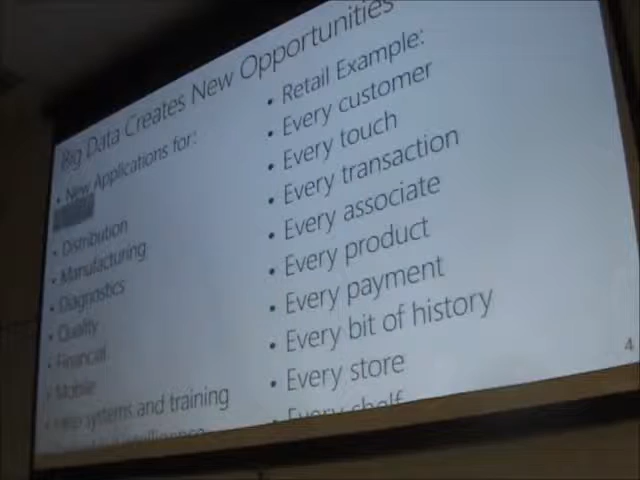 Big Data Creates New Opportunities
• New Applications for:
• Distribution
• Manufacturing
• Diagnostics
• Quality
• Financial
• Mobile
systems and training
• Retail Example:
• Every customer
• Every touch
• Every transaction
• Every associate
• Every product
• Every payment
• Every bit of history
• Every store
• Every shelf
4